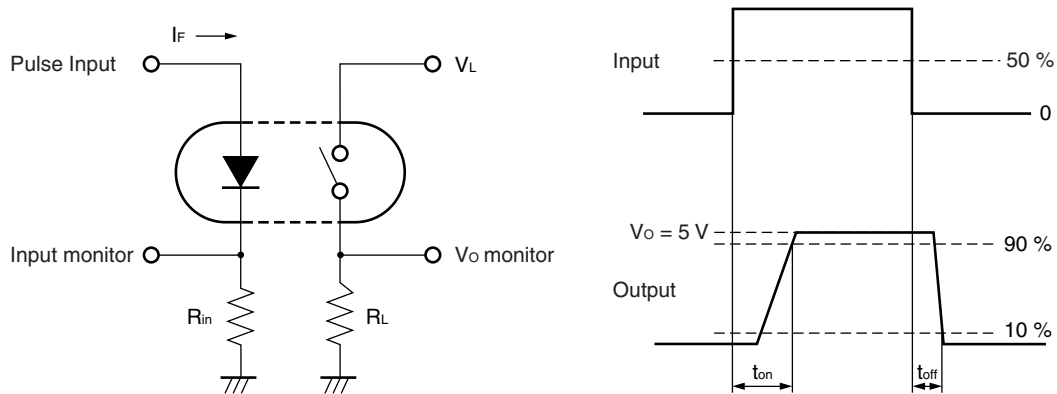 IF
Pulse Input
VL
Input monitor
VO monitor
Rin
RL
Input
50 %
0
VO = 5 V
90 %
Output
10 %
ton
toff